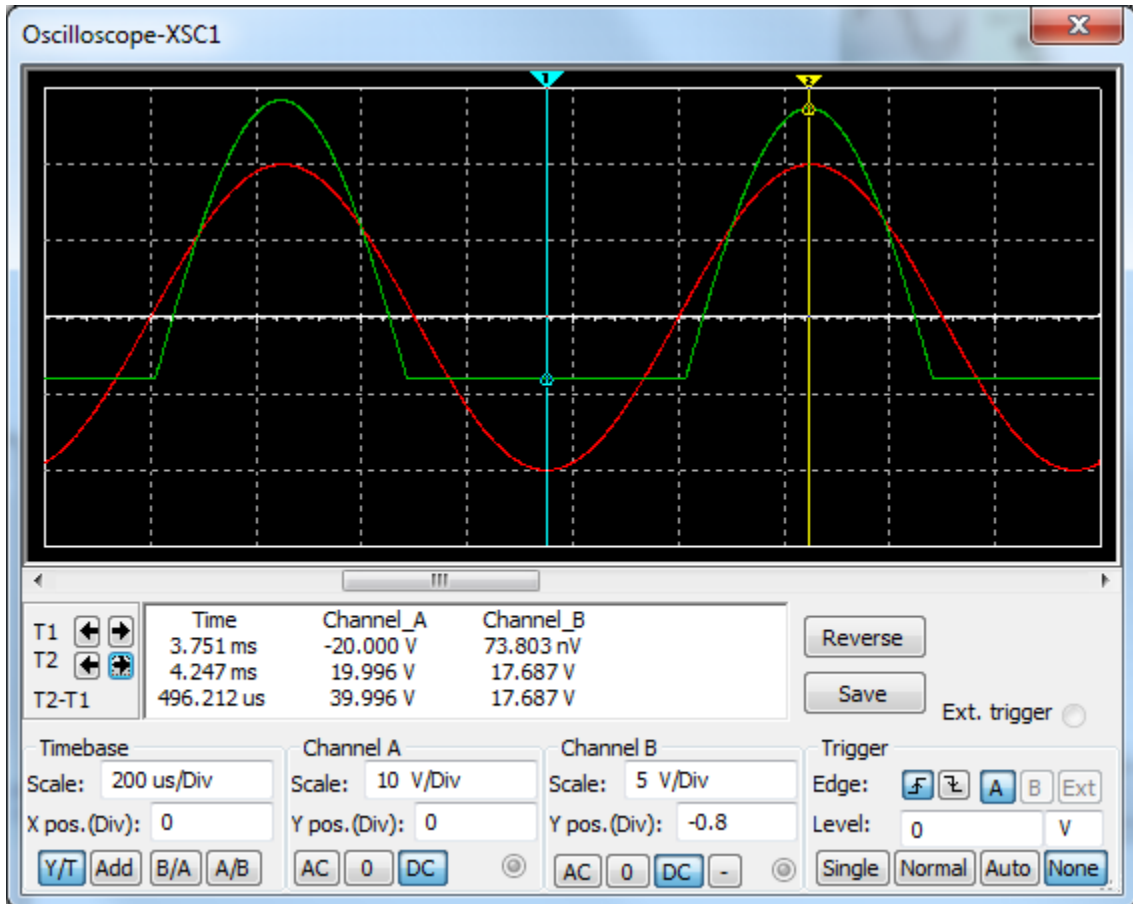 Oscilloscope-XSC1
X
1
2
Time Channel_A Channel_B
T1 3.751 ms -20.000 V 73.803 nV
T2 4.247 ms 19.996 V 17.687 V
T2-T1 496.212 us 39.996 V 17.687 V
Reverse
Save
Ext. trigger
Timebase
Scale: 200 us/Div
X pos.(Div): 0
Y/T Add B/A A/B
Channel A
Scale: 10 V/Div
Y pos.(Div): 0
AC 0 DC
Channel B
Scale: 5 V/Div
Y pos.(Div): -0.8
AC 0 DC -
Trigger
Edge: A B Ext
Level: 0 V
Single Normal Auto None